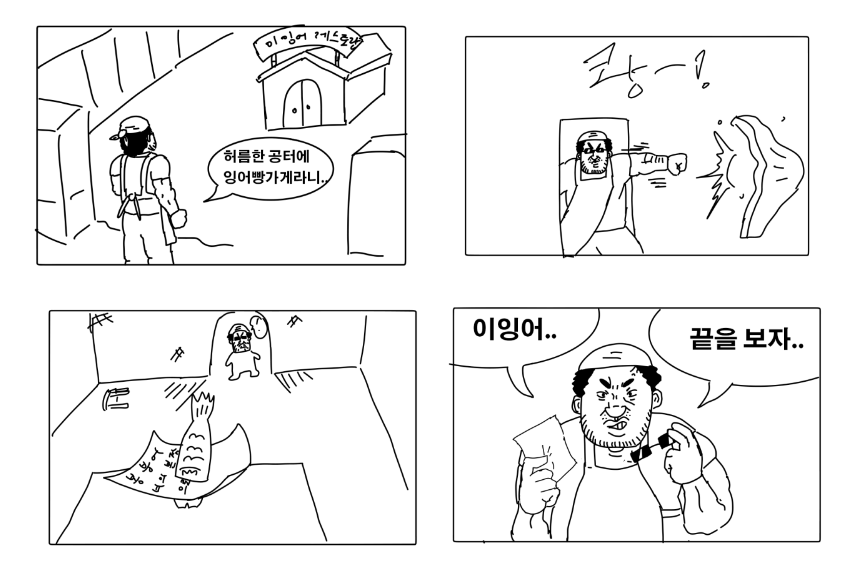 미 잉어 레스토랑
허름한 공터에
잉어빵가게라니..
쾅-!
이잉어..
끝을 보자..